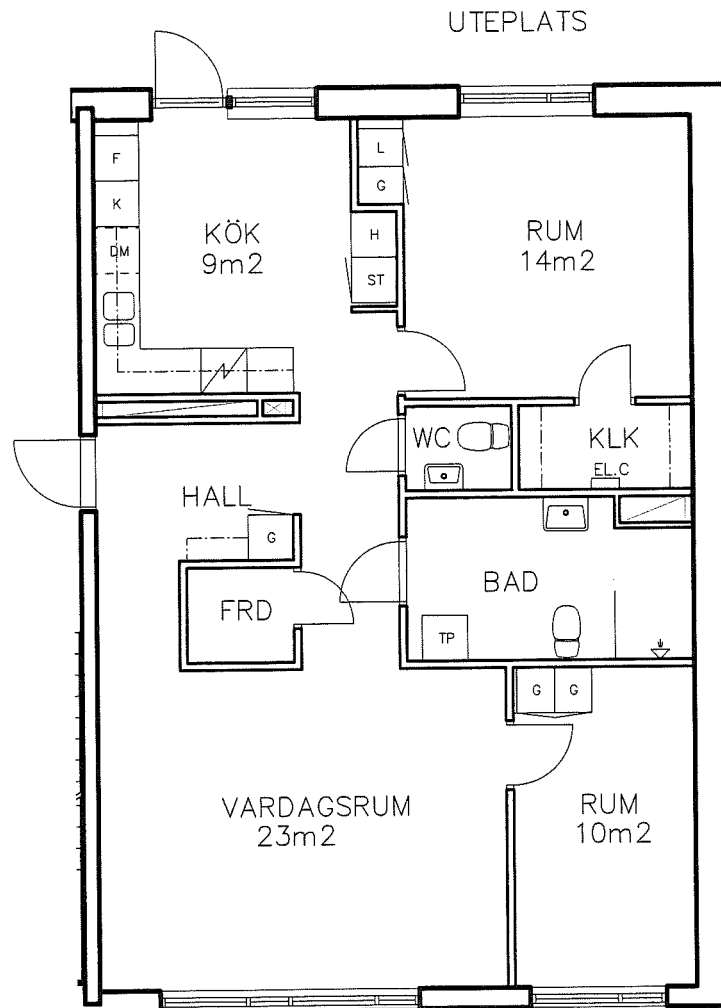 UTEPLATS
F
K
DM
KÖK
9m2
L
G
H
ST
RUM
14m2
WC
KLK
EL.C
HALL
G
FRD
BAD
TP
G G
VARDAGSRUM
23m2
RUM
10m2